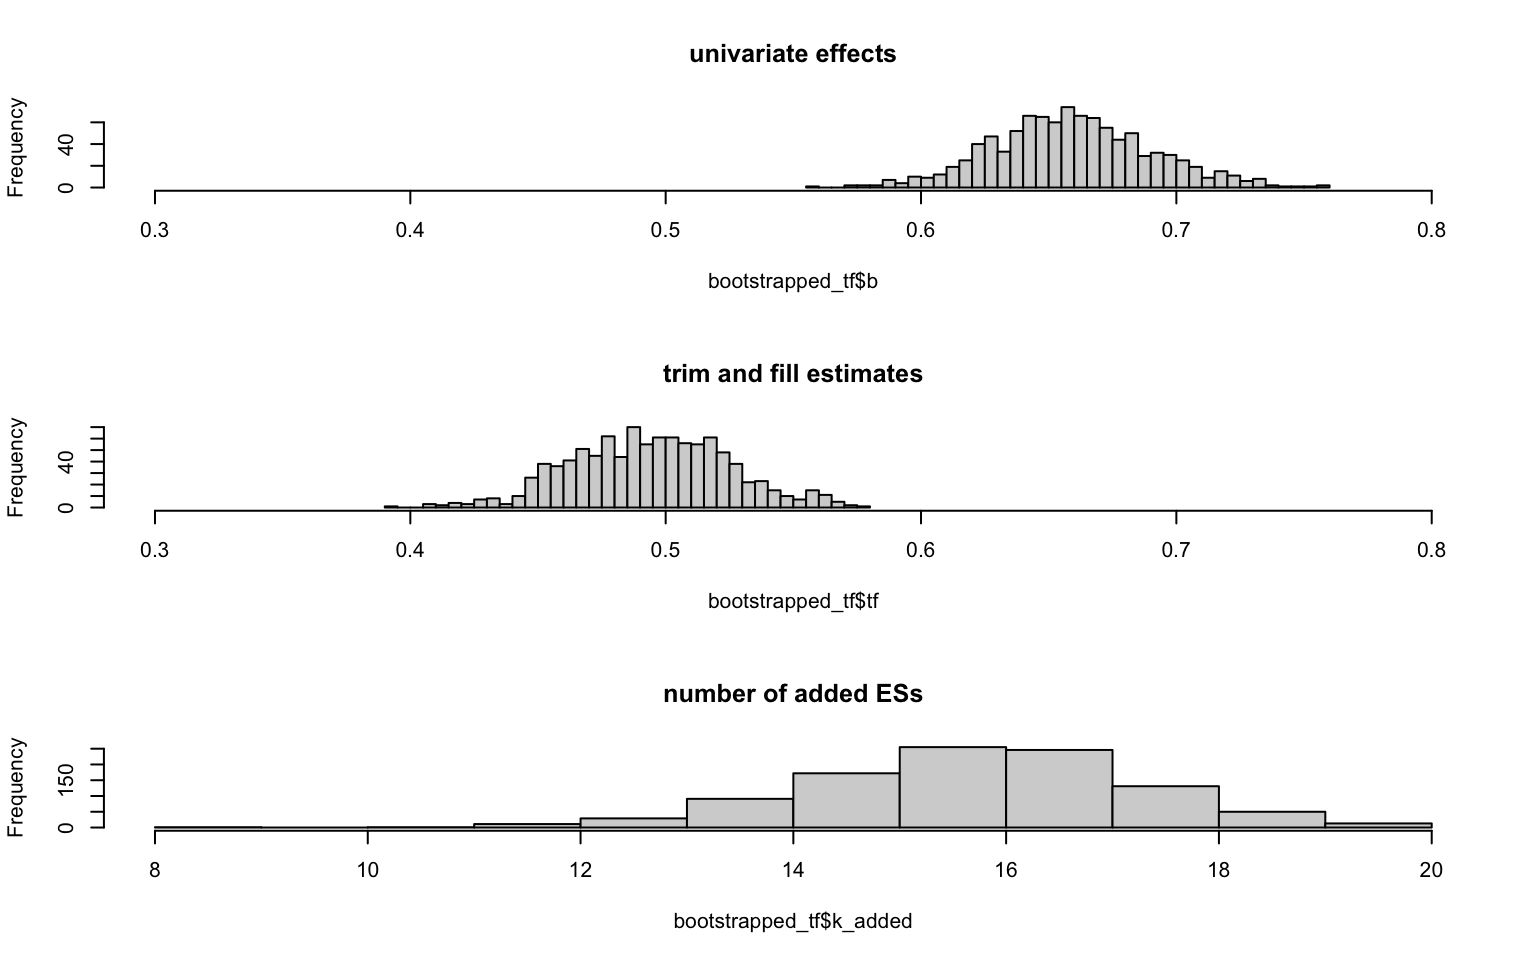 univariate effects
Frequency
0 40
0.3 0.4 0.5 0.6 0.7 0.8
bootstrapped_tf$b
trim and fill estimates
Frequency
0 40
0.3 0.4 0.5 0.6 0.7 0.8
bootstrapped_tf$tf
number of added ESs
Frequency
0 150
8 10 12 14 16 18 20
bootstrapped_tf$k_added